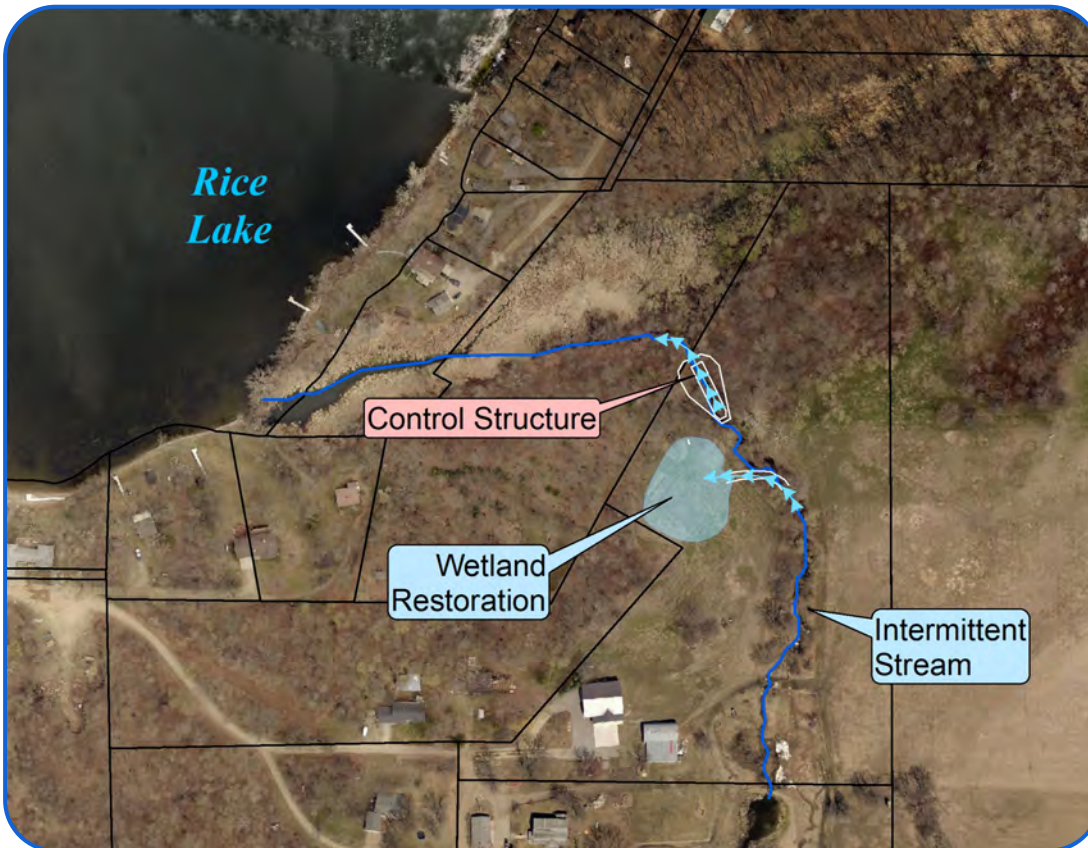 Rice
Lake
Control Structure
Wetland
Restoration
Intermittent
Stream